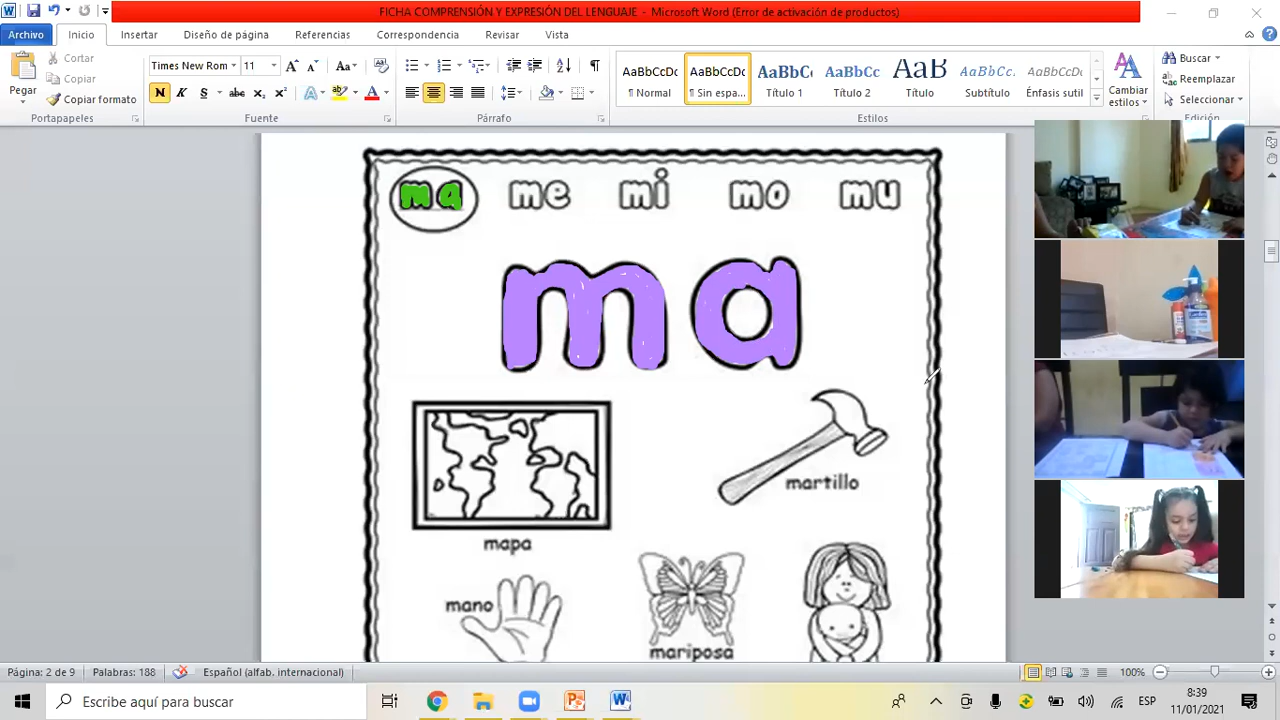 FICHA COMPRENSIÓN Y EXPRESIÓN DEL LENGUAJE - Microsoft Word (Error de activación de productos)
Archivo Inicio Insertar Diseño de página Referencias Correspondencia Revisar Vista
Pegar
Cortar
Copiar
Copiar formato
Portapapeles
Times New Rom 11
N K S abc x₂ x²
Fuente
Párrafo
AaBbCcDc AaBbCcDc AaBbCc AaBbCc AaB AaBbCc AaBbCcDc
¶ Normal ¶ Sin espa... Título 1 Título 2 Título Subtítulo Énfasis sutil
Estilos
Cambiar estilos
Buscar
Reemplazar
Seleccionar
Edición
ma me mi mo mu
ma
martillo
mapa
mano
mariposa
Página: 2 de 9 Palabras: 188 Español (alfab. internacional) 100%
Escribe aquí para buscar
ESP
8:39
11/01/2021